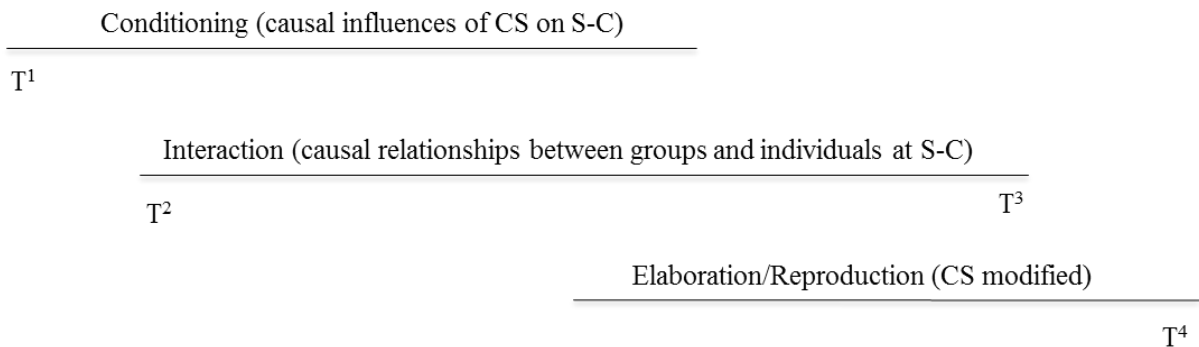 Conditioning (causal influences of CS on S-C)
T¹
Interaction (causal relationships between groups and individuals at S-C)
T² T³
Elaboration/Reproduction (CS modified)
T⁴